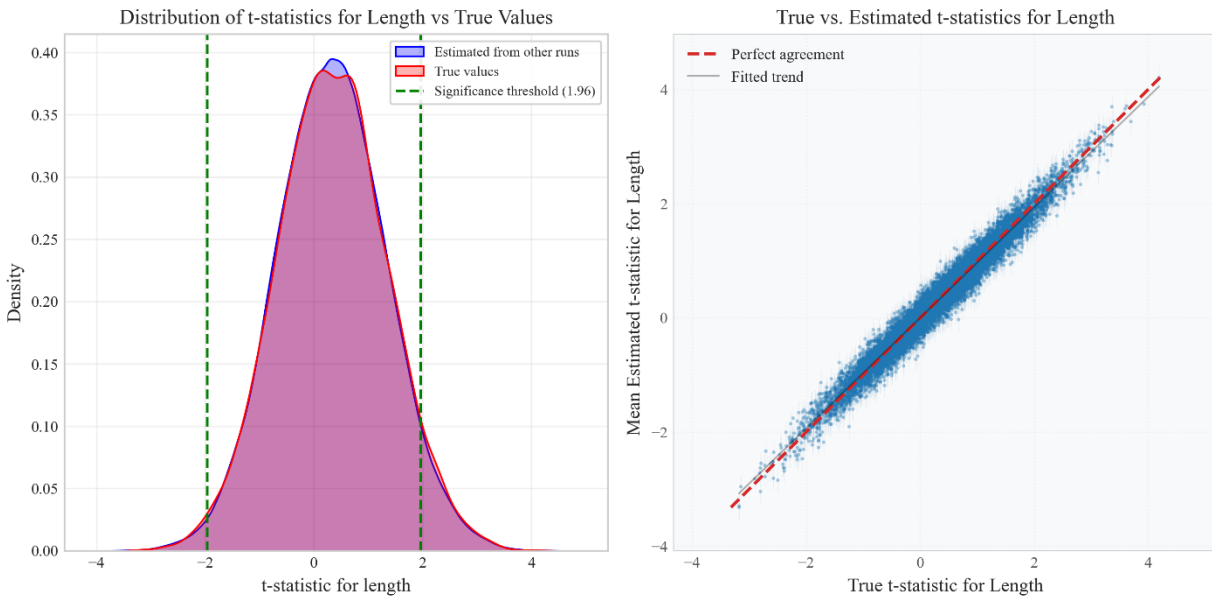 Distribution of t-statistics for Length vs True Values
Estimated from other runs
True values
Significance threshold (1.96)
Density
0.40
0.35
0.30
0.25
0.20
0.15
0.10
0.05
0.00
−4
−2
0
2
4
t-statistic for length
True vs. Estimated t-statistics for Length
Perfect agreement
Fitted trend
Mean Estimated t-statistic for Length
4
2
0
−2
−4
−4
−2
0
2
4
True t-statistic for Length